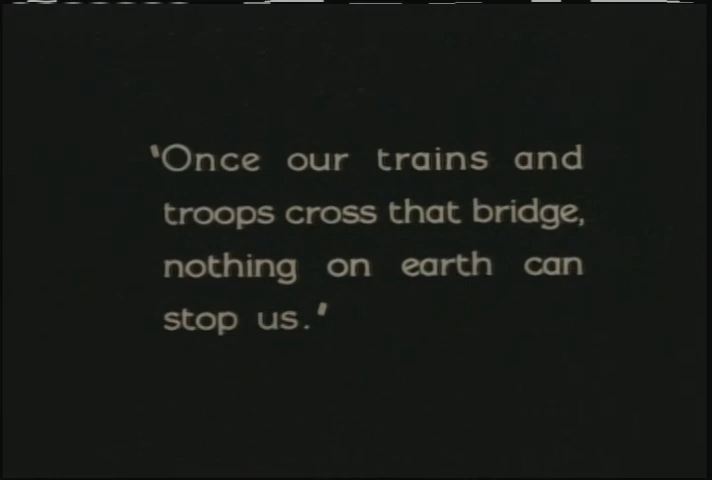 'Once our trains and
troops cross that bridge,
nothing on earth can
stop us.'